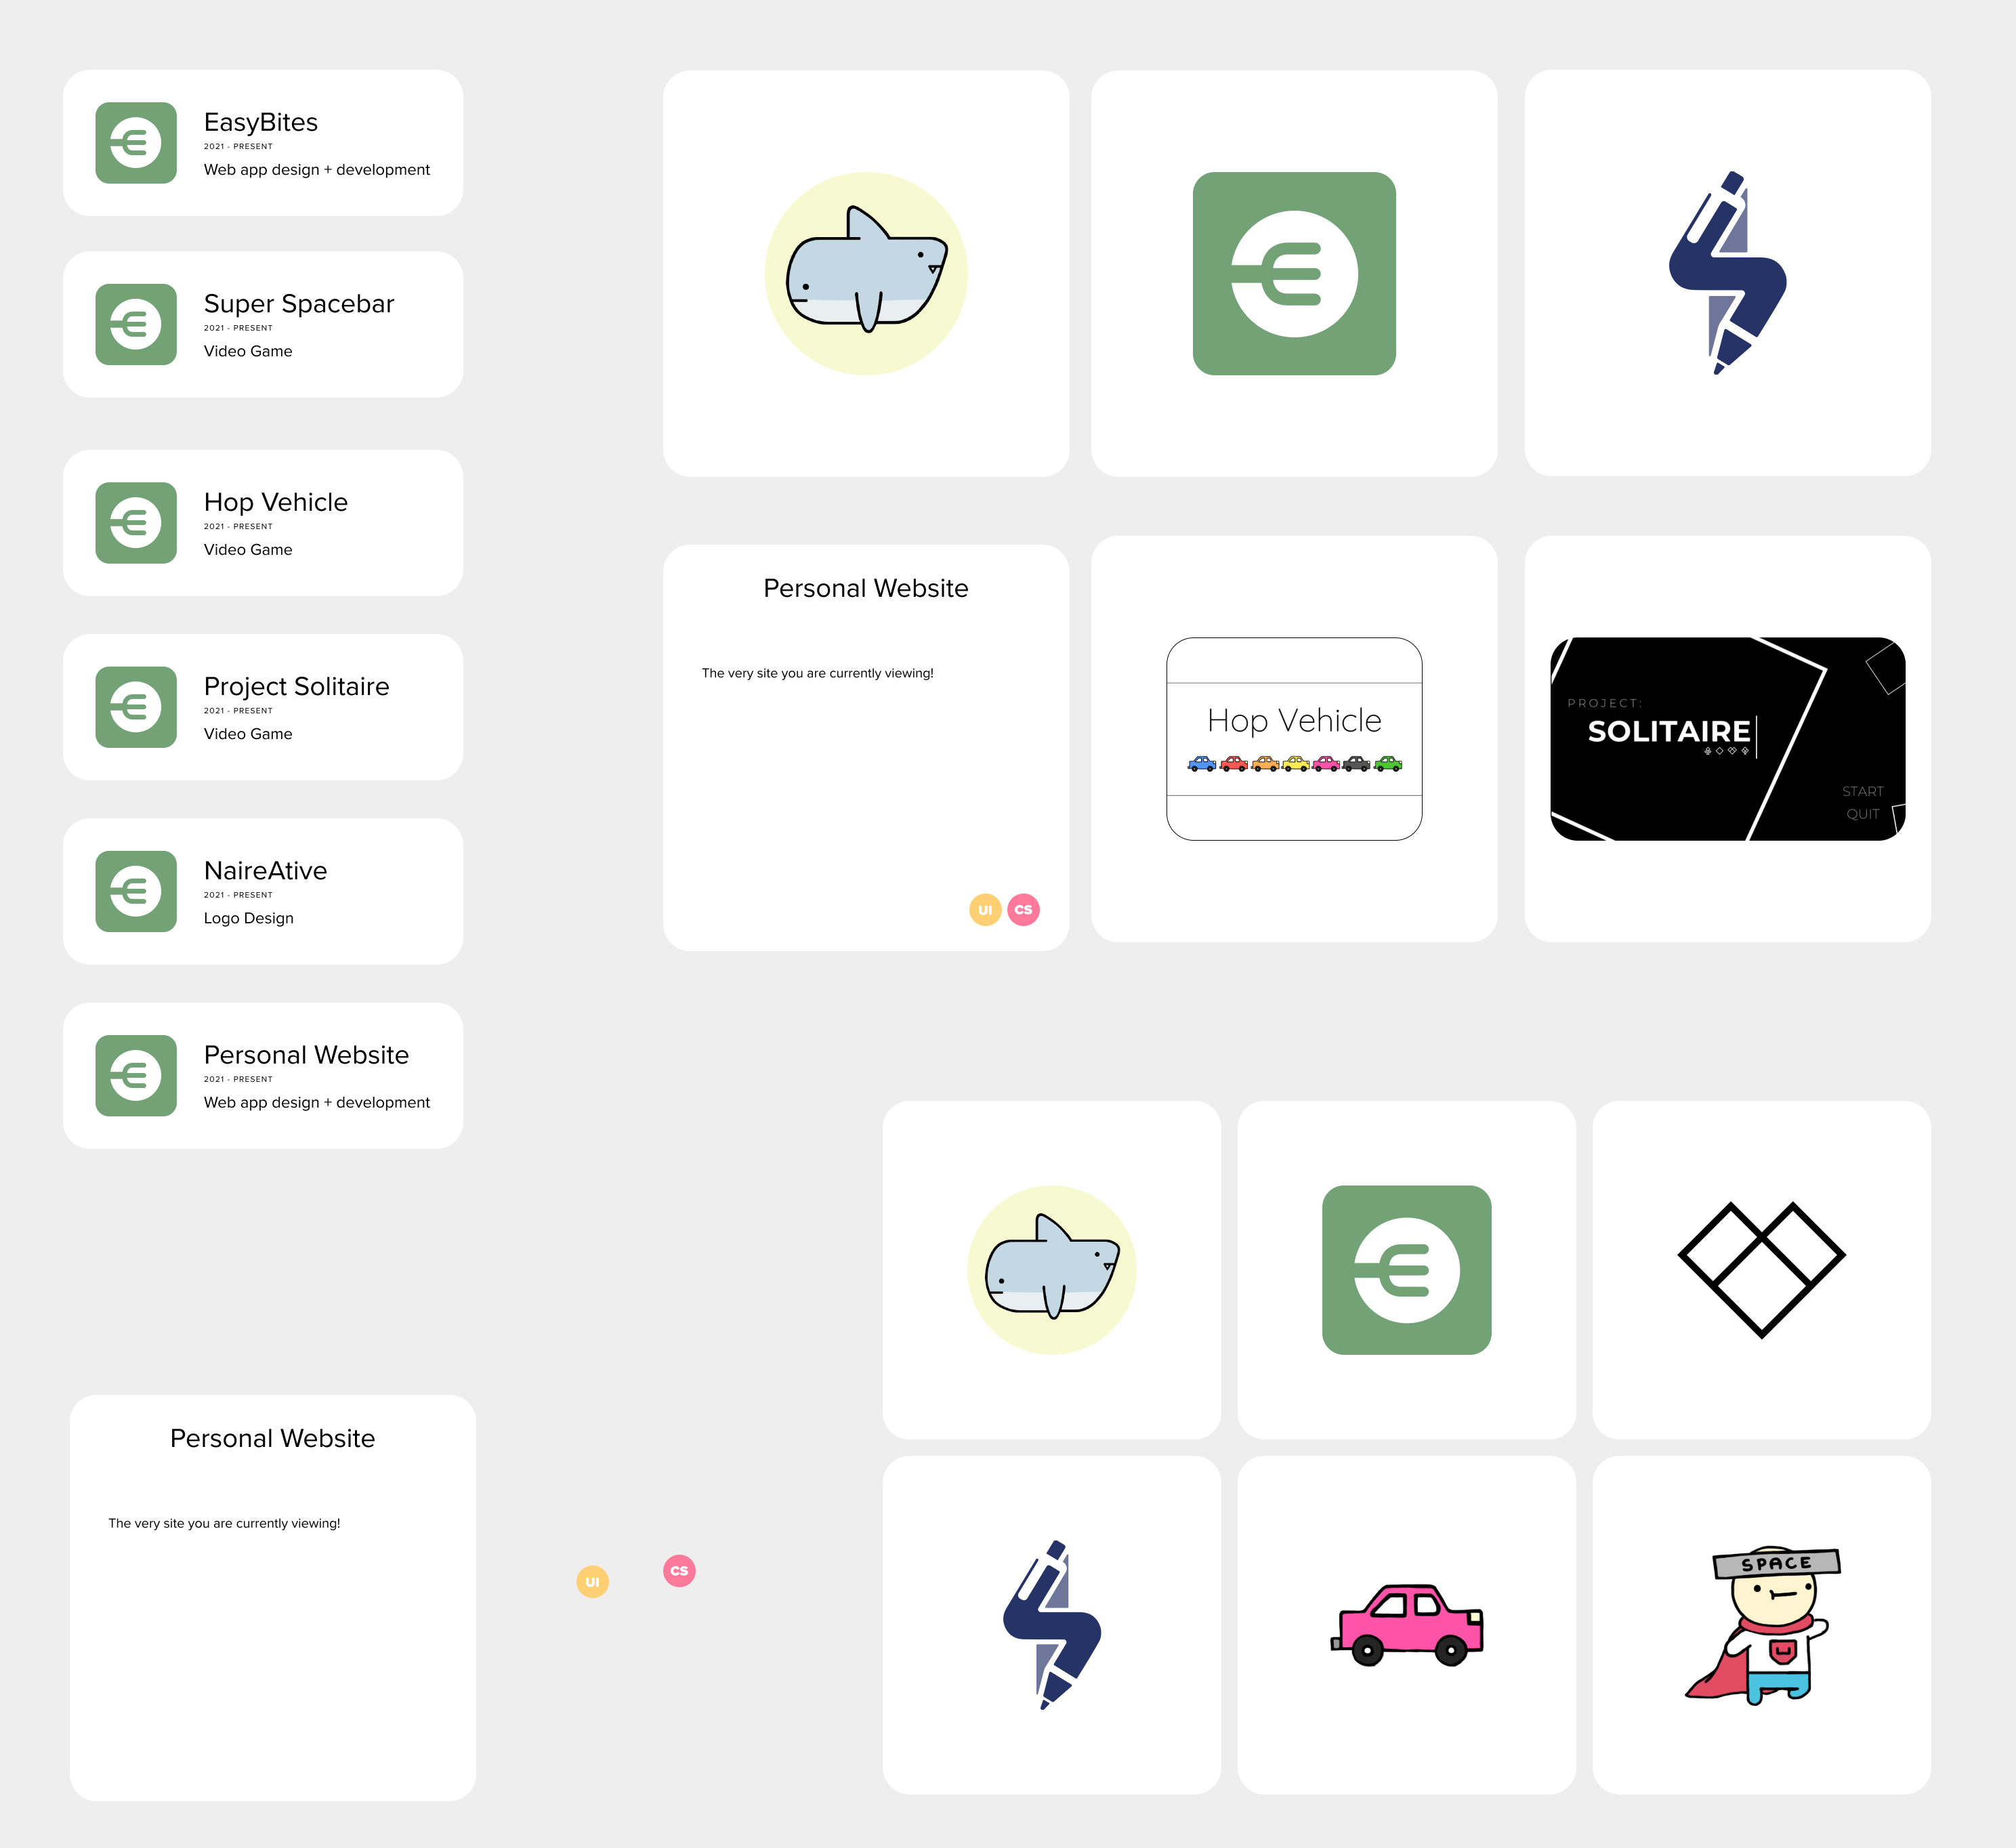 EasyBites
2021 - PRESENT
Web app design + development
Super Spacebar
2021 - PRESENT
Video Game
Hop Vehicle
2021 - PRESENT
Video Game
Project Solitaire
2021 - PRESENT
Video Game
NaireAtive
2021 - PRESENT
Logo Design
Personal Website
2021 - PRESENT
Web app design + development
Personal Website
The very site you are currently viewing!
UI CS
Hop Vehicle
PROJECT:
SOLITAIRE
START
QUIT
Personal Website
The very site you are currently viewing!
UI
CS
SPACE